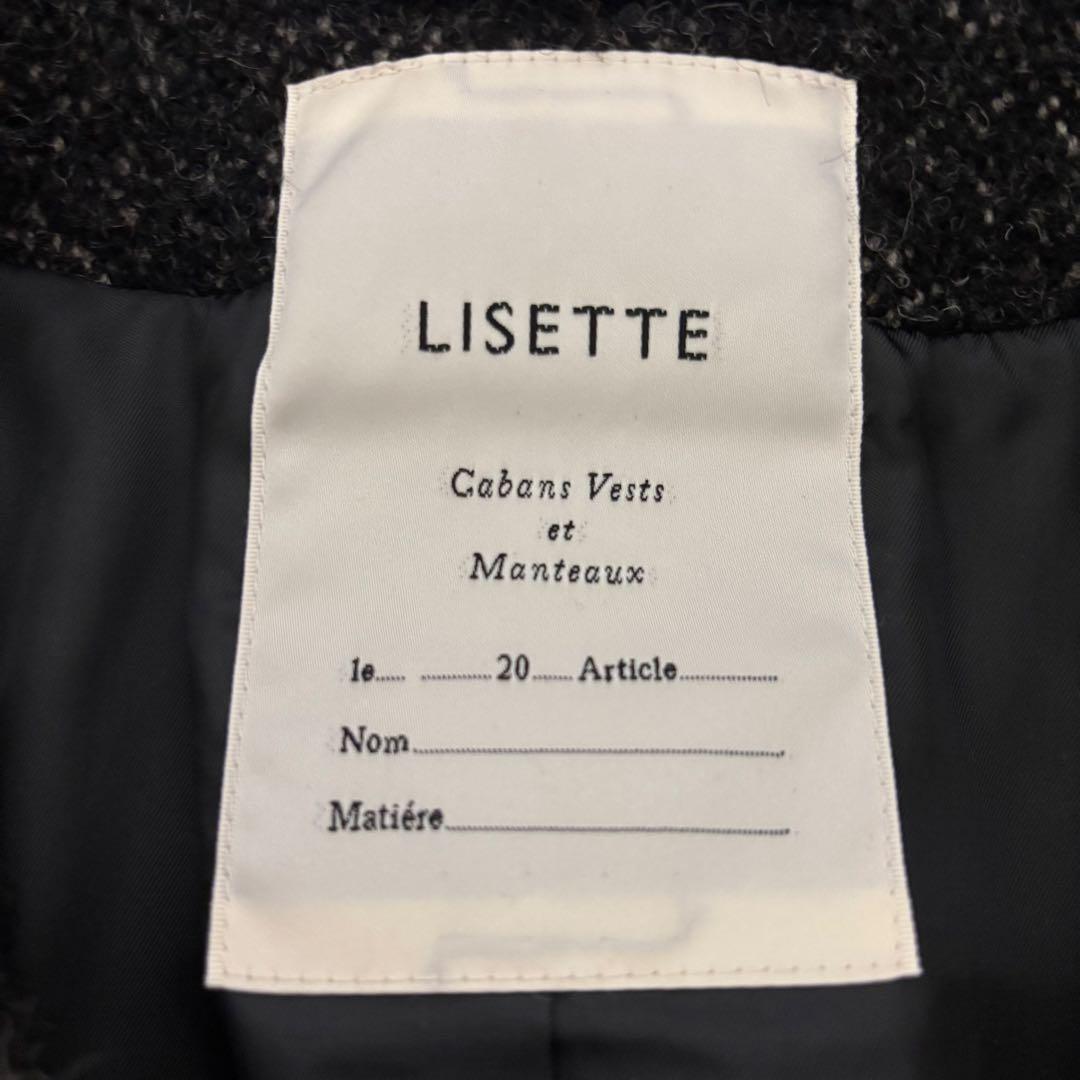 LISETTE
Cabans Vests
et
Manteaux
le...... .............. 20........ Article....................
Nom................................................
Matiére................................................